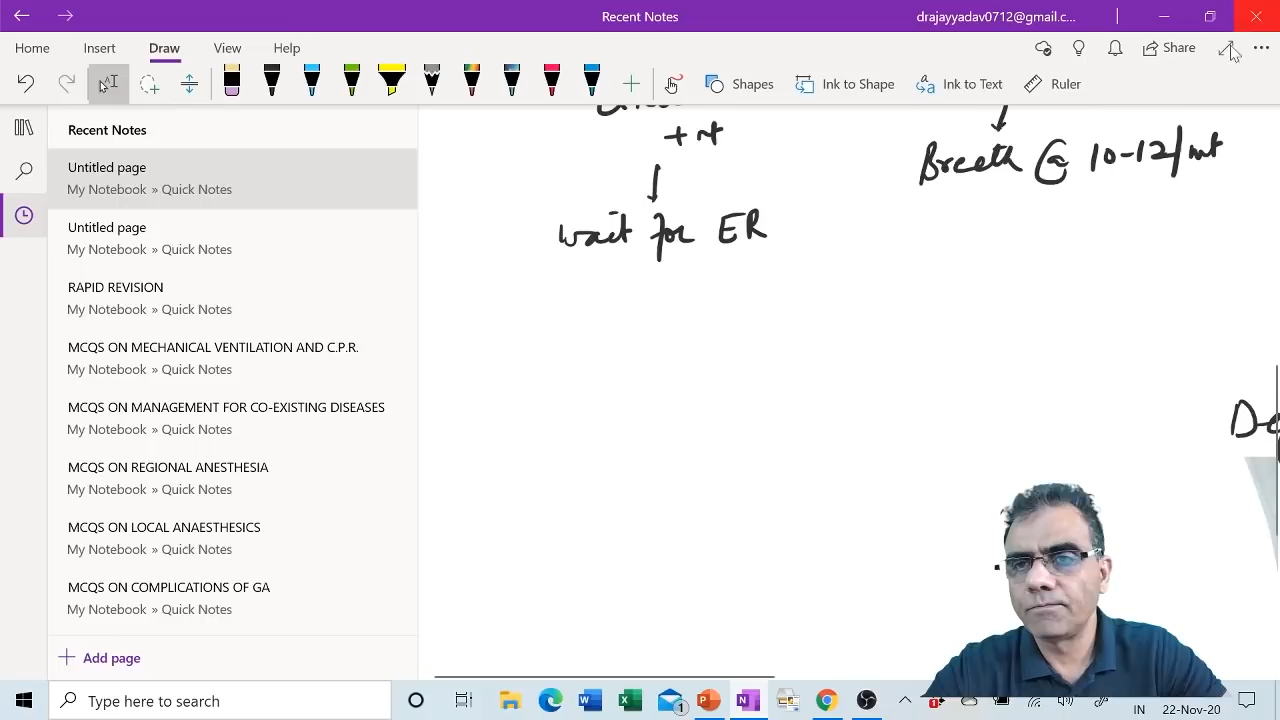 Recent Notes
drajayyadav0712@gmail.c...
Home Insert Draw View Help
Share
Shapes Ink to Shape Ink to Text Ruler
Recent Notes
Untitled page
My Notebook » Quick Notes
Untitled page
My Notebook » Quick Notes
RAPID REVISION
My Notebook » Quick Notes
MCQS ON MECHANICAL VENTILATION AND C.P.R.
My Notebook » Quick Notes
MCQS ON MANAGEMENT FOR CO-EXISTING DISEASES
My Notebook » Quick Notes
MCQS ON REGIONAL ANESTHESIA
My Notebook » Quick Notes
MCQS ON LOCAL ANAESTHESICS
My Notebook » Quick Notes
MCQS ON COMPLICATIONS OF GA
My Notebook » Quick Notes
Add page
+ nt
wait for ER
Breath @ 10-12/mt
Type here to search
IN 22-Nov-20